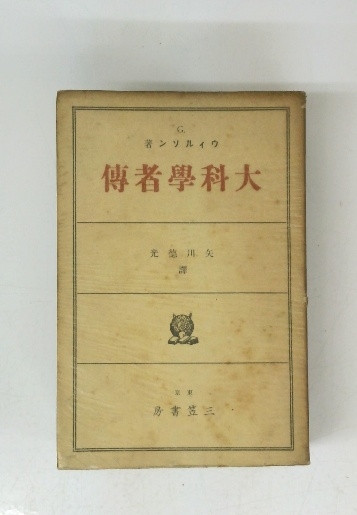 G.
ウィルソン著
大科學者傳
矢川德光
譯
東京
三笠書房